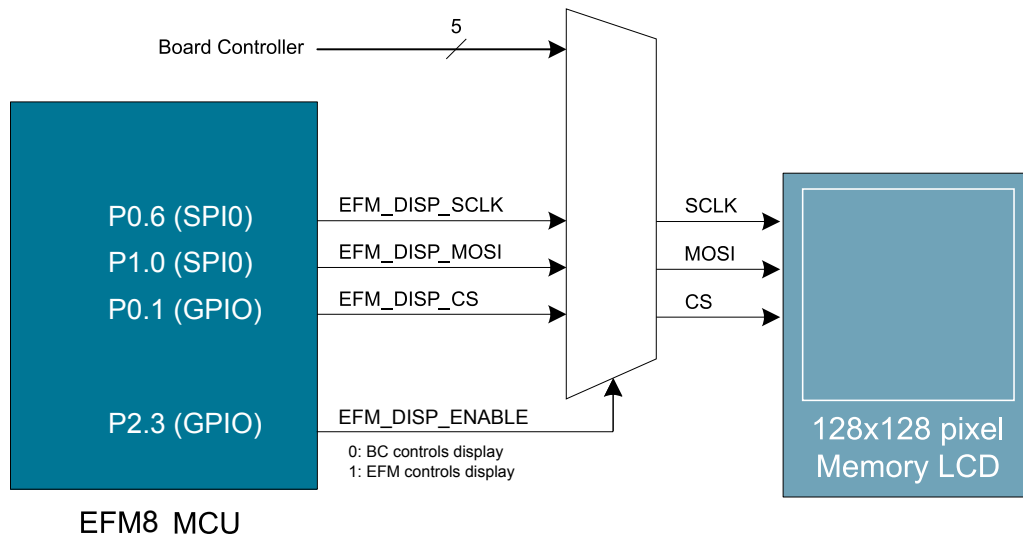 5
Board Controller
P0.6 (SPI0)
EFM_DISP_SCLK
SCLK
P1.0 (SPI0)
EFM_DISP_MOSI
MOSI
P0.1 (GPIO)
EFM_DISP_CS
CS
P2.3 (GPIO)
EFM_DISP_ENABLE
0: BC controls display
1: EFM controls display
128x128 pixel
Memory LCD
EFM8 MCU